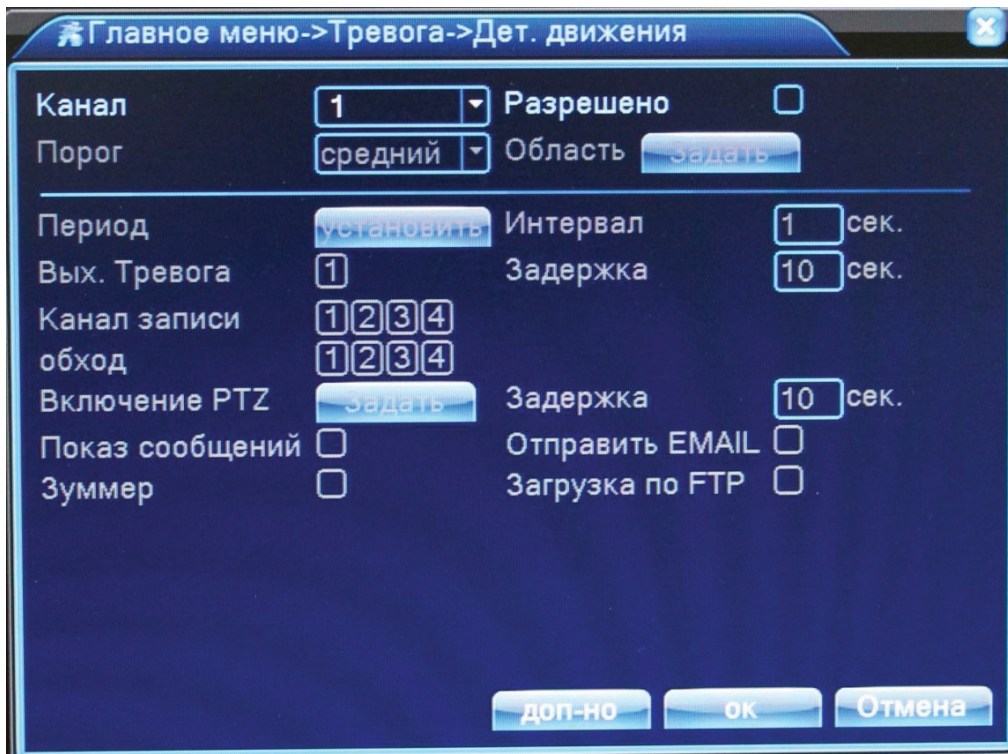 Главное меню->Тревога->Дет. движения
Канал 1 Разрешено
Порог средний Область Задать
Период установить Интервал 1 сек.
Вых. Тревога 1 Задержка 10 сек.
Канал записи 1 2 3 4
обход 1 2 3 4
Включение PTZ Задать Задержка 10 сек.
Показ сообщений Отправить EMAIL
Зуммер Загрузка по FTP
доп-но ок Отмена